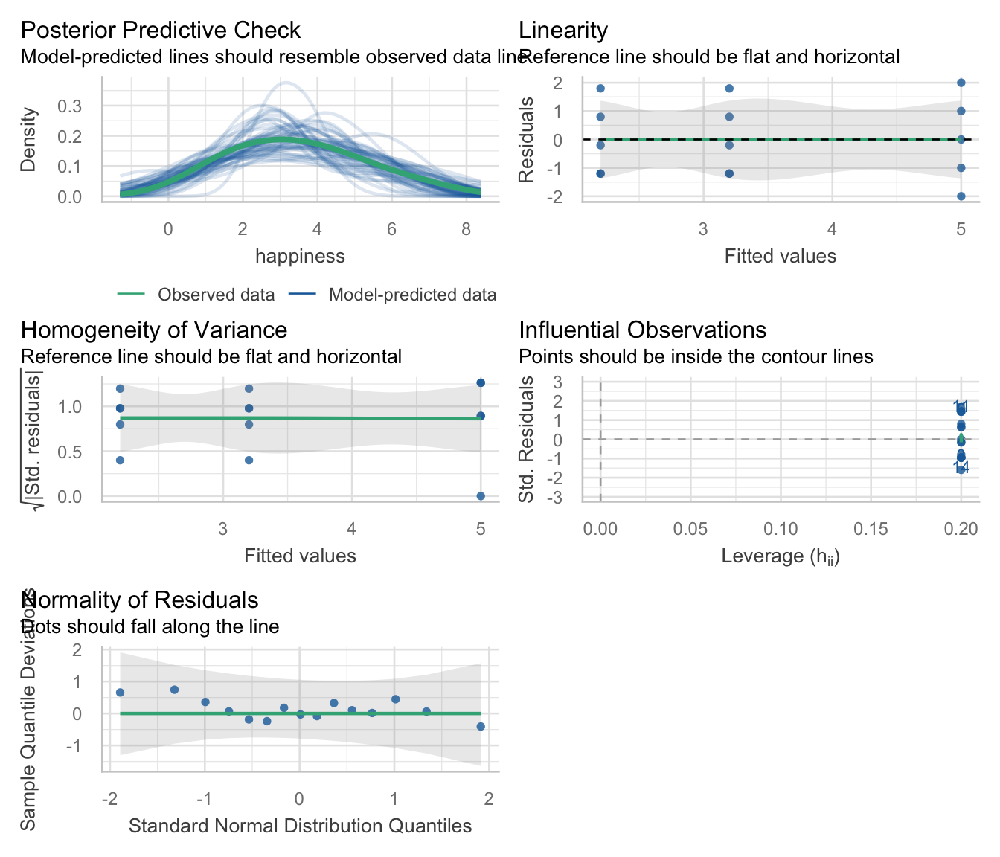 Posterior Predictive Check
Model-predicted lines should resemble observed data line
Density
0.3
0.2
0.1
0.0
0 2 4 6 8
happiness
Observed data Model-predicted data
Linearity
Reference line should be flat and horizontal
Residuals
2
1
0
-1
-2
3 4 5
Fitted values
Homogeneity of Variance
Reference line should be flat and horizontal
√|Std. residuals|
1.0
0.5
0.0
3 4 5
Fitted values
Influential Observations
Points should be inside the contour lines
Std. Residuals
3
2
1
0
-1
-2
-3
14
0.00 0.05 0.10 0.15 0.20
Leverage (hii)
Normality of Residuals
Dots should fall along the line
Sample Quantile Deviations
2
1
0
-1
-2 -1 0 1 2
Standard Normal Distribution Quantiles